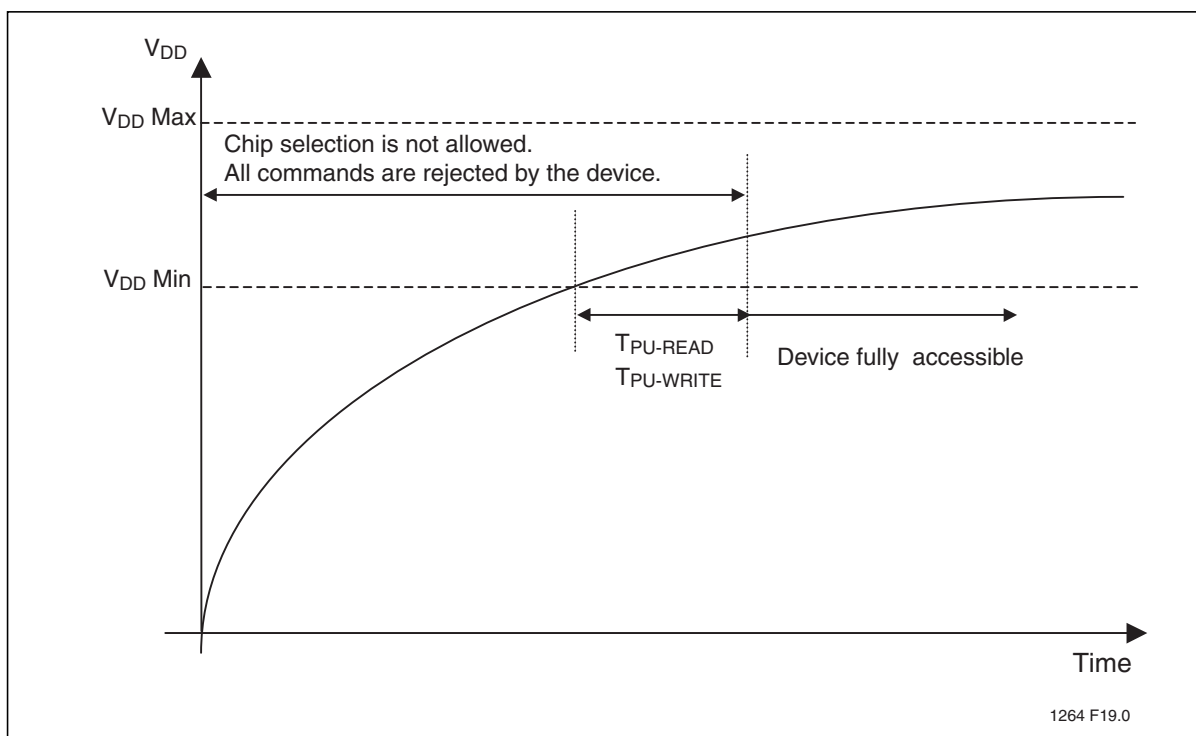 VDD
VDD Max
Chip selection is not allowed.
All commands are rejected by the device.
VDD Min
TPU-READ
TPU-WRITE
Device fully accessible
Time
1264 F19.0